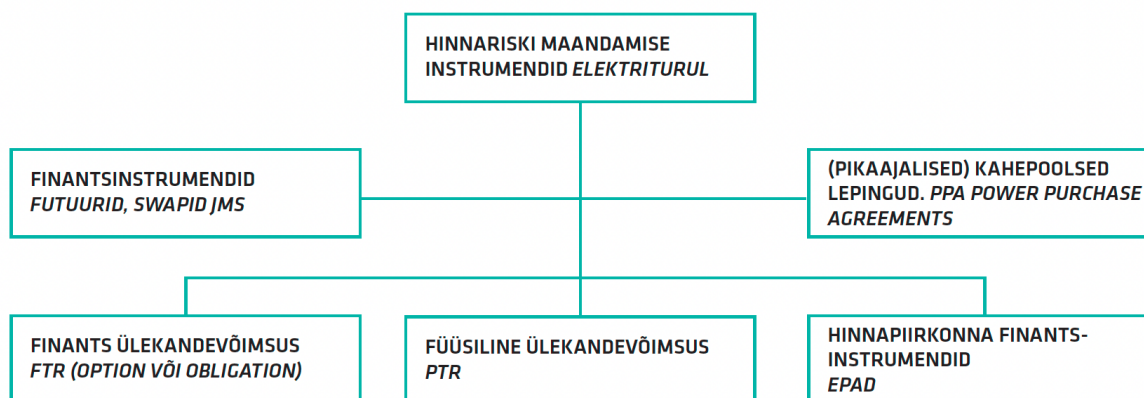 HINNARISKI MAANDAMISE
INSTRUMENDID ELEKTRITURUL
FINANTSINSTRUMENDID
FUTUURID, SWAPID JMS
(PIKAAJALISED) KAHEPOOLSED
LEPINGUD. PPA POWER PURCHASE
AGREEMENTS
FINANTS ÜLEKANDEVÕIMSUS
FTR (OPTION VÕI OBLIGATION)
FÜÜSILINE ÜLEKANDEVÕIMSUS
PTR
HINNAPIIRKONNA FINANTS-
INSTRUMENDID
EPAD